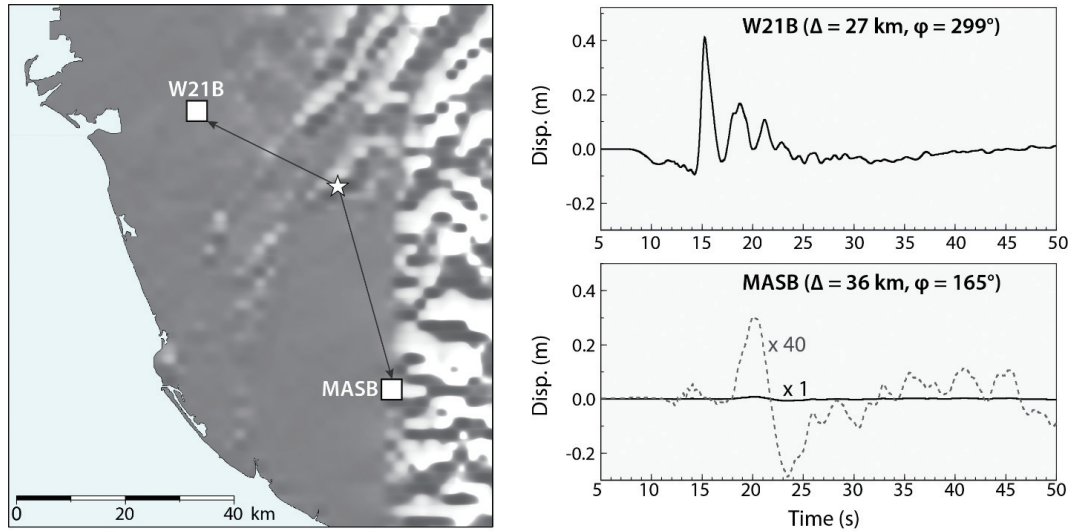 W21B
MASB
0 20 40 km
W21B (Δ = 27 km, φ = 299°)
Disp. (m)
0.4
0.2
0.0
-0.2
5 10 15 20 25 30 35 40 45 50
MASB (Δ = 36 km, φ = 165°)
Disp. (m)
0.4
0.2
0.0
-0.2
x 40
x 1
5 10 15 20 25 30 35 40 45 50
Time (s)